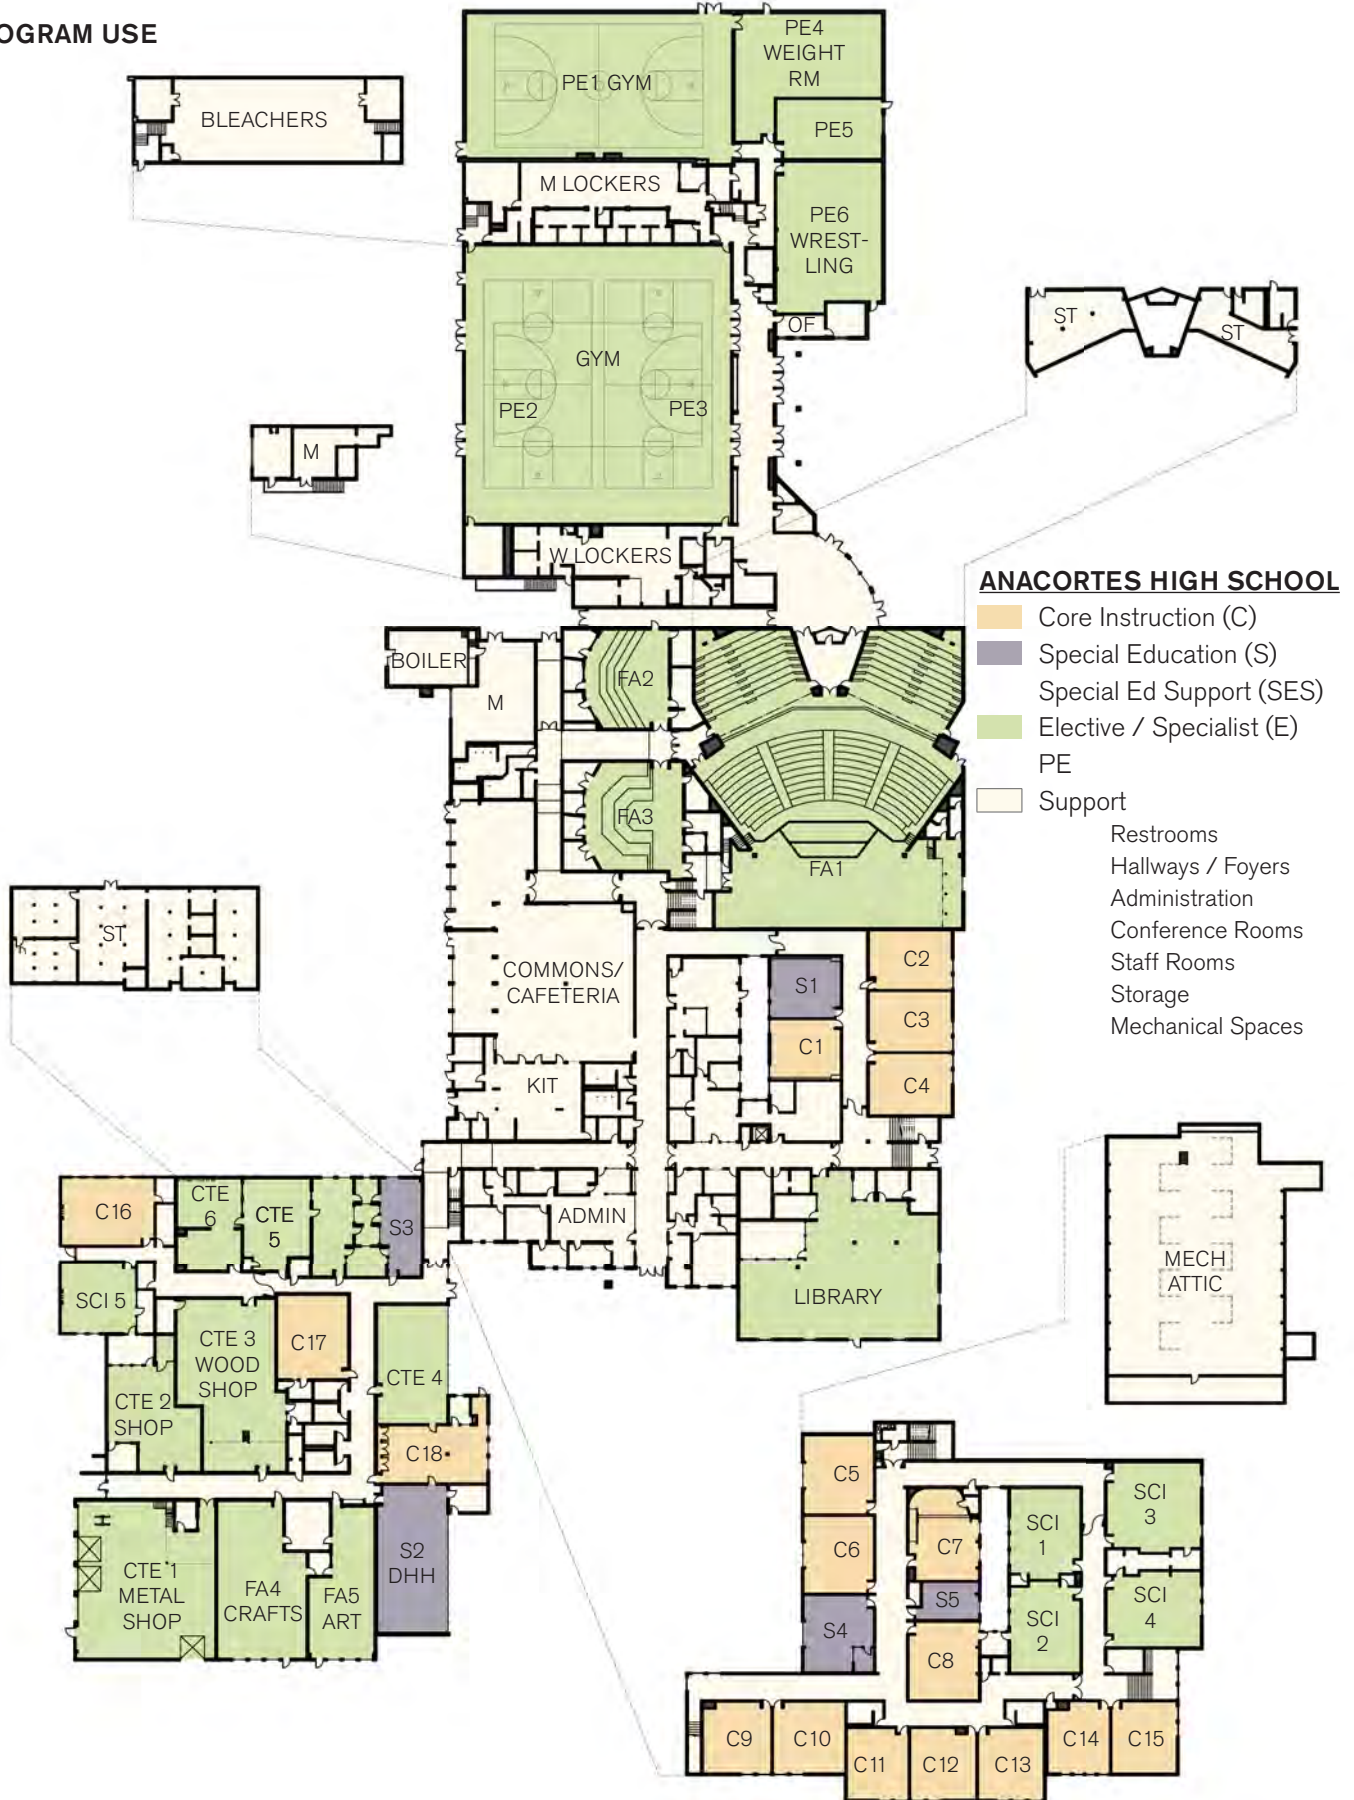 OGRAM USE
PE4
WEIGHT
RM
PE1 GYM
BLEACHERS
PE5
M LOCKERS
PE6
WREST-
LING
OF
ST
ST
GYM
PE2
PE3
M
W LOCKERS
ANACORTES HIGH SCHOOL
Core Instruction (C)
Special Education (S)
Special Ed Support (SES)
Elective / Specialist (E)
PE
Support
Restrooms
Hallways / Foyers
Administration
Conference Rooms
Staff Rooms
Storage
Mechanical Spaces
BOILER
M
FA2
FA3
FA1
ST
COMMONS/
CAFETERIA
KIT
S1
C1
C2
C3
C4
ADMIN
LIBRARY
C16
CTE
6
CTE
5
S3
SCI 5
CTE 3
WOOD
SHOP
C17
CTE 4
CTE 2
SHOP
C18
CTE 1
METAL
SHOP
FA4
CRAFTS
FA5
ART
S2
DHH
MECH
ATTIC
C5
C6
C7
SCI
1
SCI
3
S5
S4
C8
SCI
2
SCI
4
C9
C10
C11
C12
C13
C14
C15